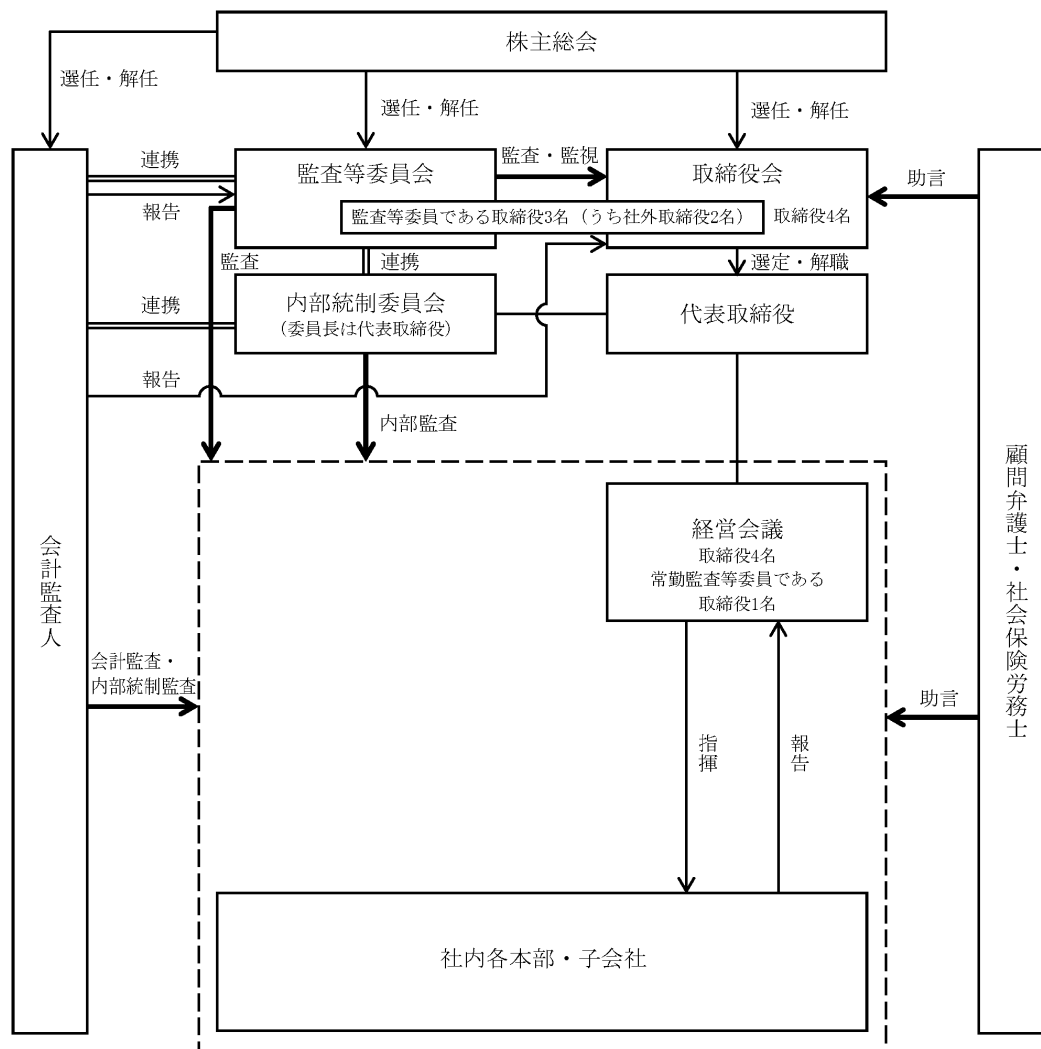 株主総会
選任・解任
選任・解任
選任・解任
連携
報告
監査等委員会
監査・監視
取締役会
助言
監査等委員である取締役3名（うち社外取締役2名）
取締役4名
監査
連携
選定・解職
連携
内部統制委員会
（委員長は代表取締役）
代表取締役
報告
内部監査
経営会議
取締役4名
常勤監査等委員である
取締役1名
会計監査人
顧問弁護士・社会保険労務士
会計監査・
内部統制監査
助言
指揮
報告
社内各本部・子会社